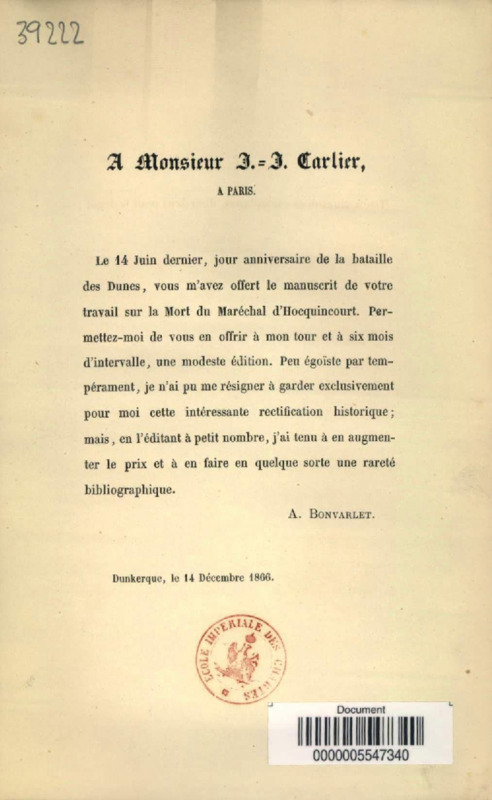 39222
A Monsieur J.=J. Carlier,
A PARIS.
Le 14 Juin dernier, jour anniversaire de la bataille
des Dunes, vous m'avez offert le manuscrit de votre
travail sur la Mort du Maréchal d'Hocquincourt. Per-
mettez-moi de vous en offrir à mon tour et à six mois
d'intervalle, une modeste édition. Peu égoïste par tem-
pérament, je n'ai pu me résigner à garder exclusivement
pour moi cette intéressante rectification historique;
mais, en l'éditant à petit nombre, j'ai tenu à en augmen-
ter le prix et à en faire en quelque sorte une rareté
bibliographique.
A. BONVARLET.
Dunkerque, le 14 Décembre 1866.
ECOLE IMPERIALE DES CHARTES
Document
0000005547340